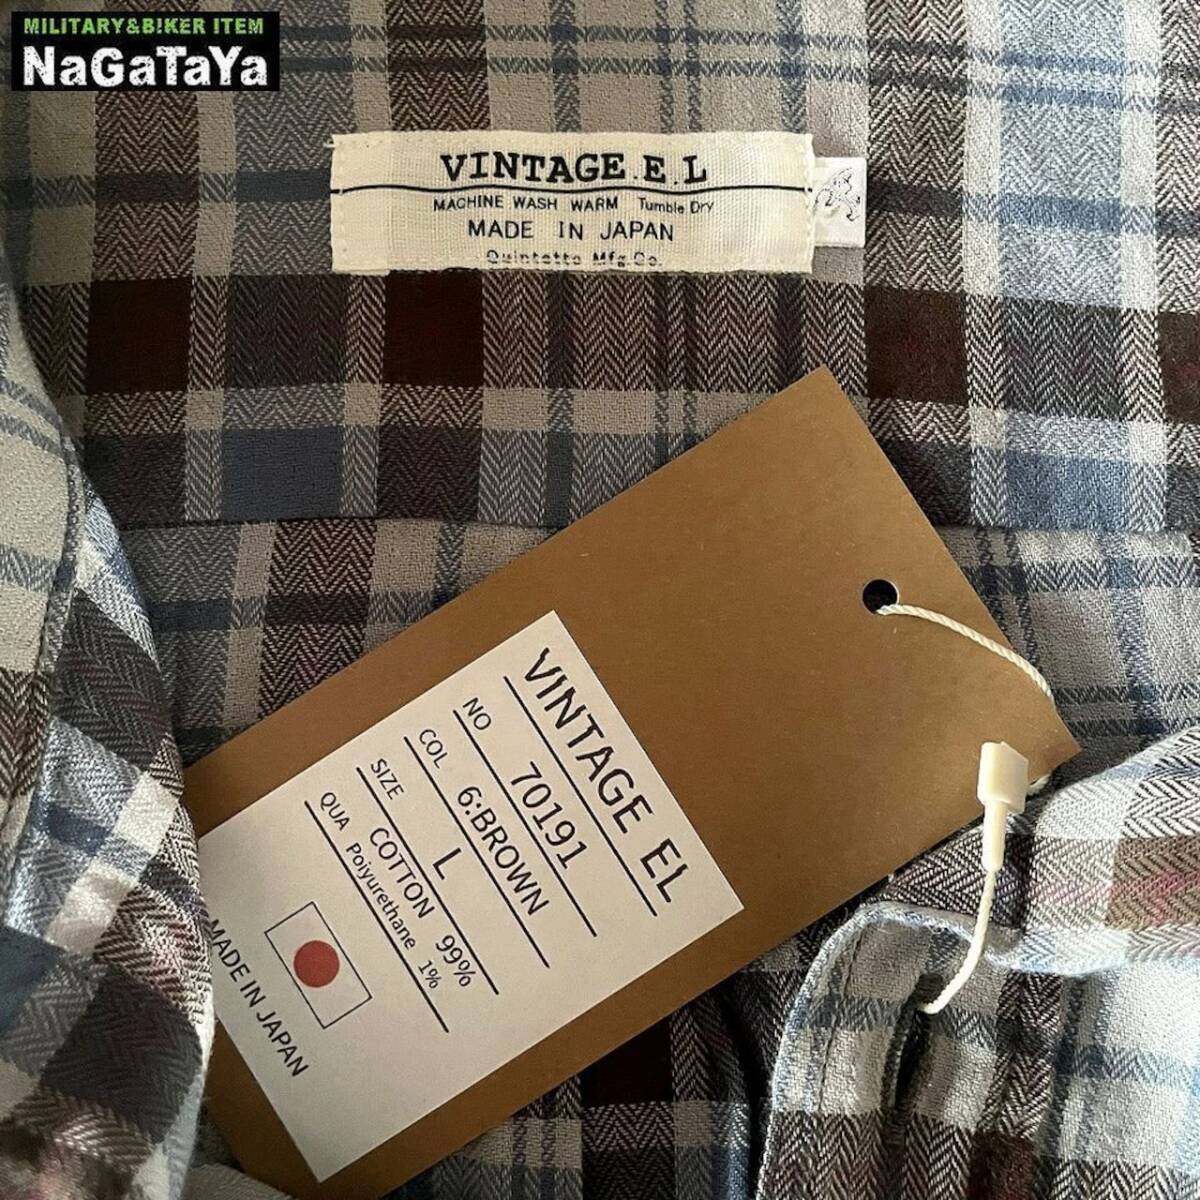 MILITARY&BIKER ITEM
NaGaTaYa
VINTAGE.E.L
MACHINE WASH WARM Tumble Dry
MADE IN JAPAN
Quintetto Mfg.Co.
VINTAGE EL
NO 70191
COL 6:BROWN
SIZE L
QUA COTTON 99%
Poiyurethane 1%
MADE IN JAPAN